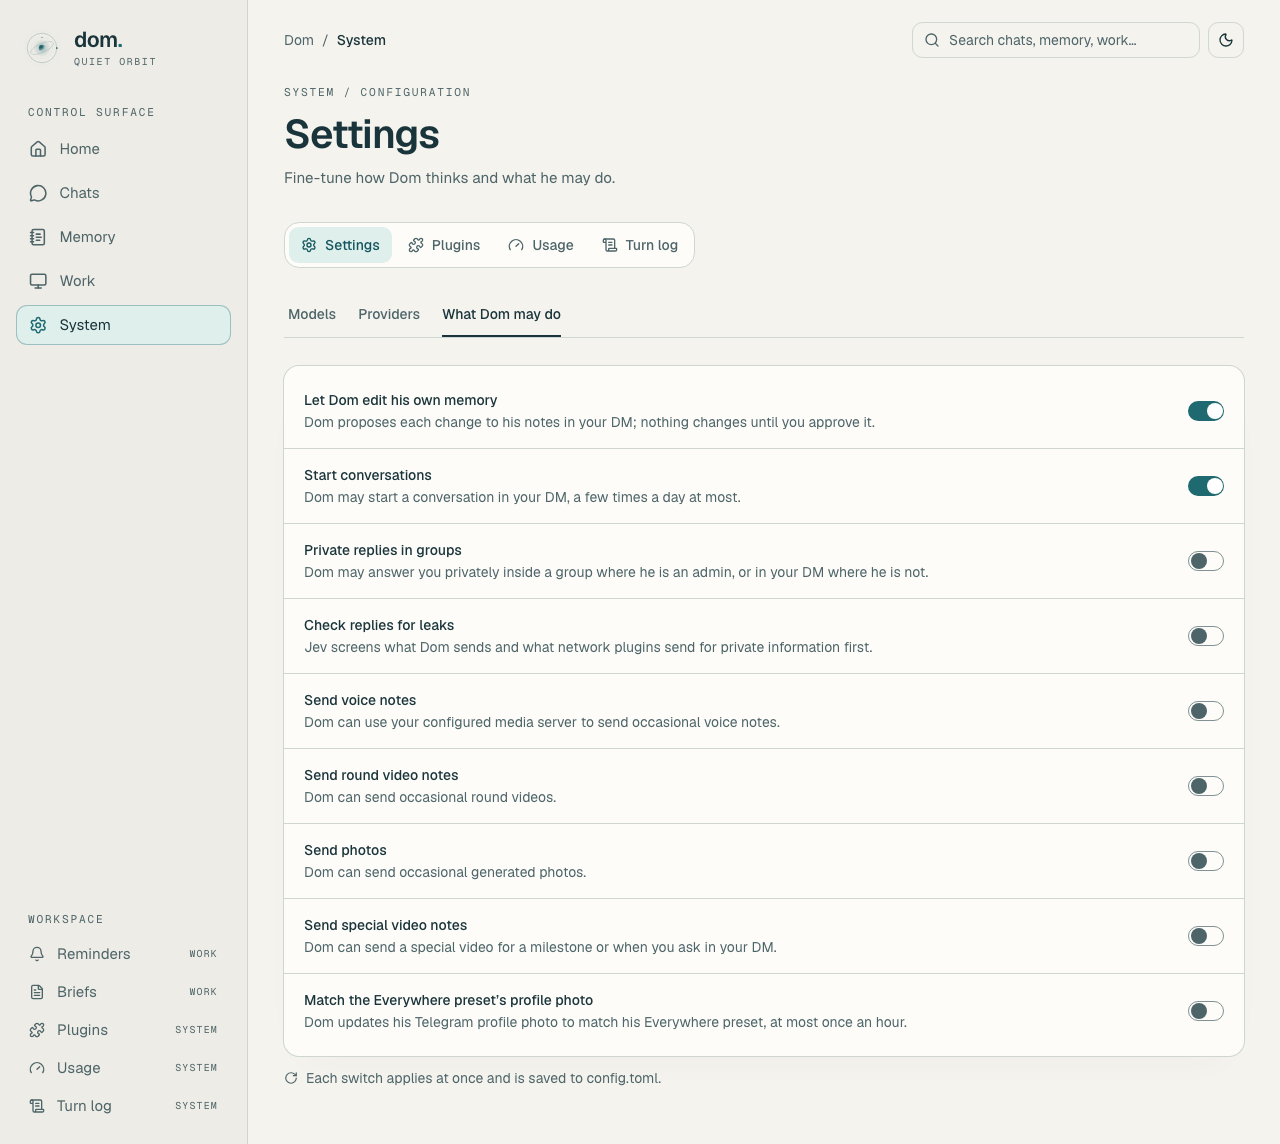 dom.
QUIET ORBIT
CONTROL SURFACE
Home
Chats
Memory
Work
System
WORKSPACE
Reminders WORK
Briefs WORK
Plugins SYSTEM
Usage SYSTEM
Turn log SYSTEM
Dom / System
Search chats, memory, work…
SYSTEM / CONFIGURATION
Settings
Fine-tune how Dom thinks and what he may do.
Settings Plugins Usage Turn log
Models Providers What Dom may do
Let Dom edit his own memory
Dom proposes each change to his notes in your DM; nothing changes until you approve it.
Start conversations
Dom may start a conversation in your DM, a few times a day at most.
Private replies in groups
Dom may answer you privately inside a group where he is an admin, or in your DM where he is not.
Check replies for leaks
Jev screens what Dom sends and what network plugins send for private information first.
Send voice notes
Dom can use your configured media server to send occasional voice notes.
Send round video notes
Dom can send occasional round videos.
Send photos
Dom can send occasional generated photos.
Send special video notes
Dom can send a special video for a milestone or when you ask in your DM.
Match the Everywhere preset’s profile photo
Dom updates his Telegram profile photo to match his Everywhere preset, at most once an hour.
Each switch applies at once and is saved to config.toml.